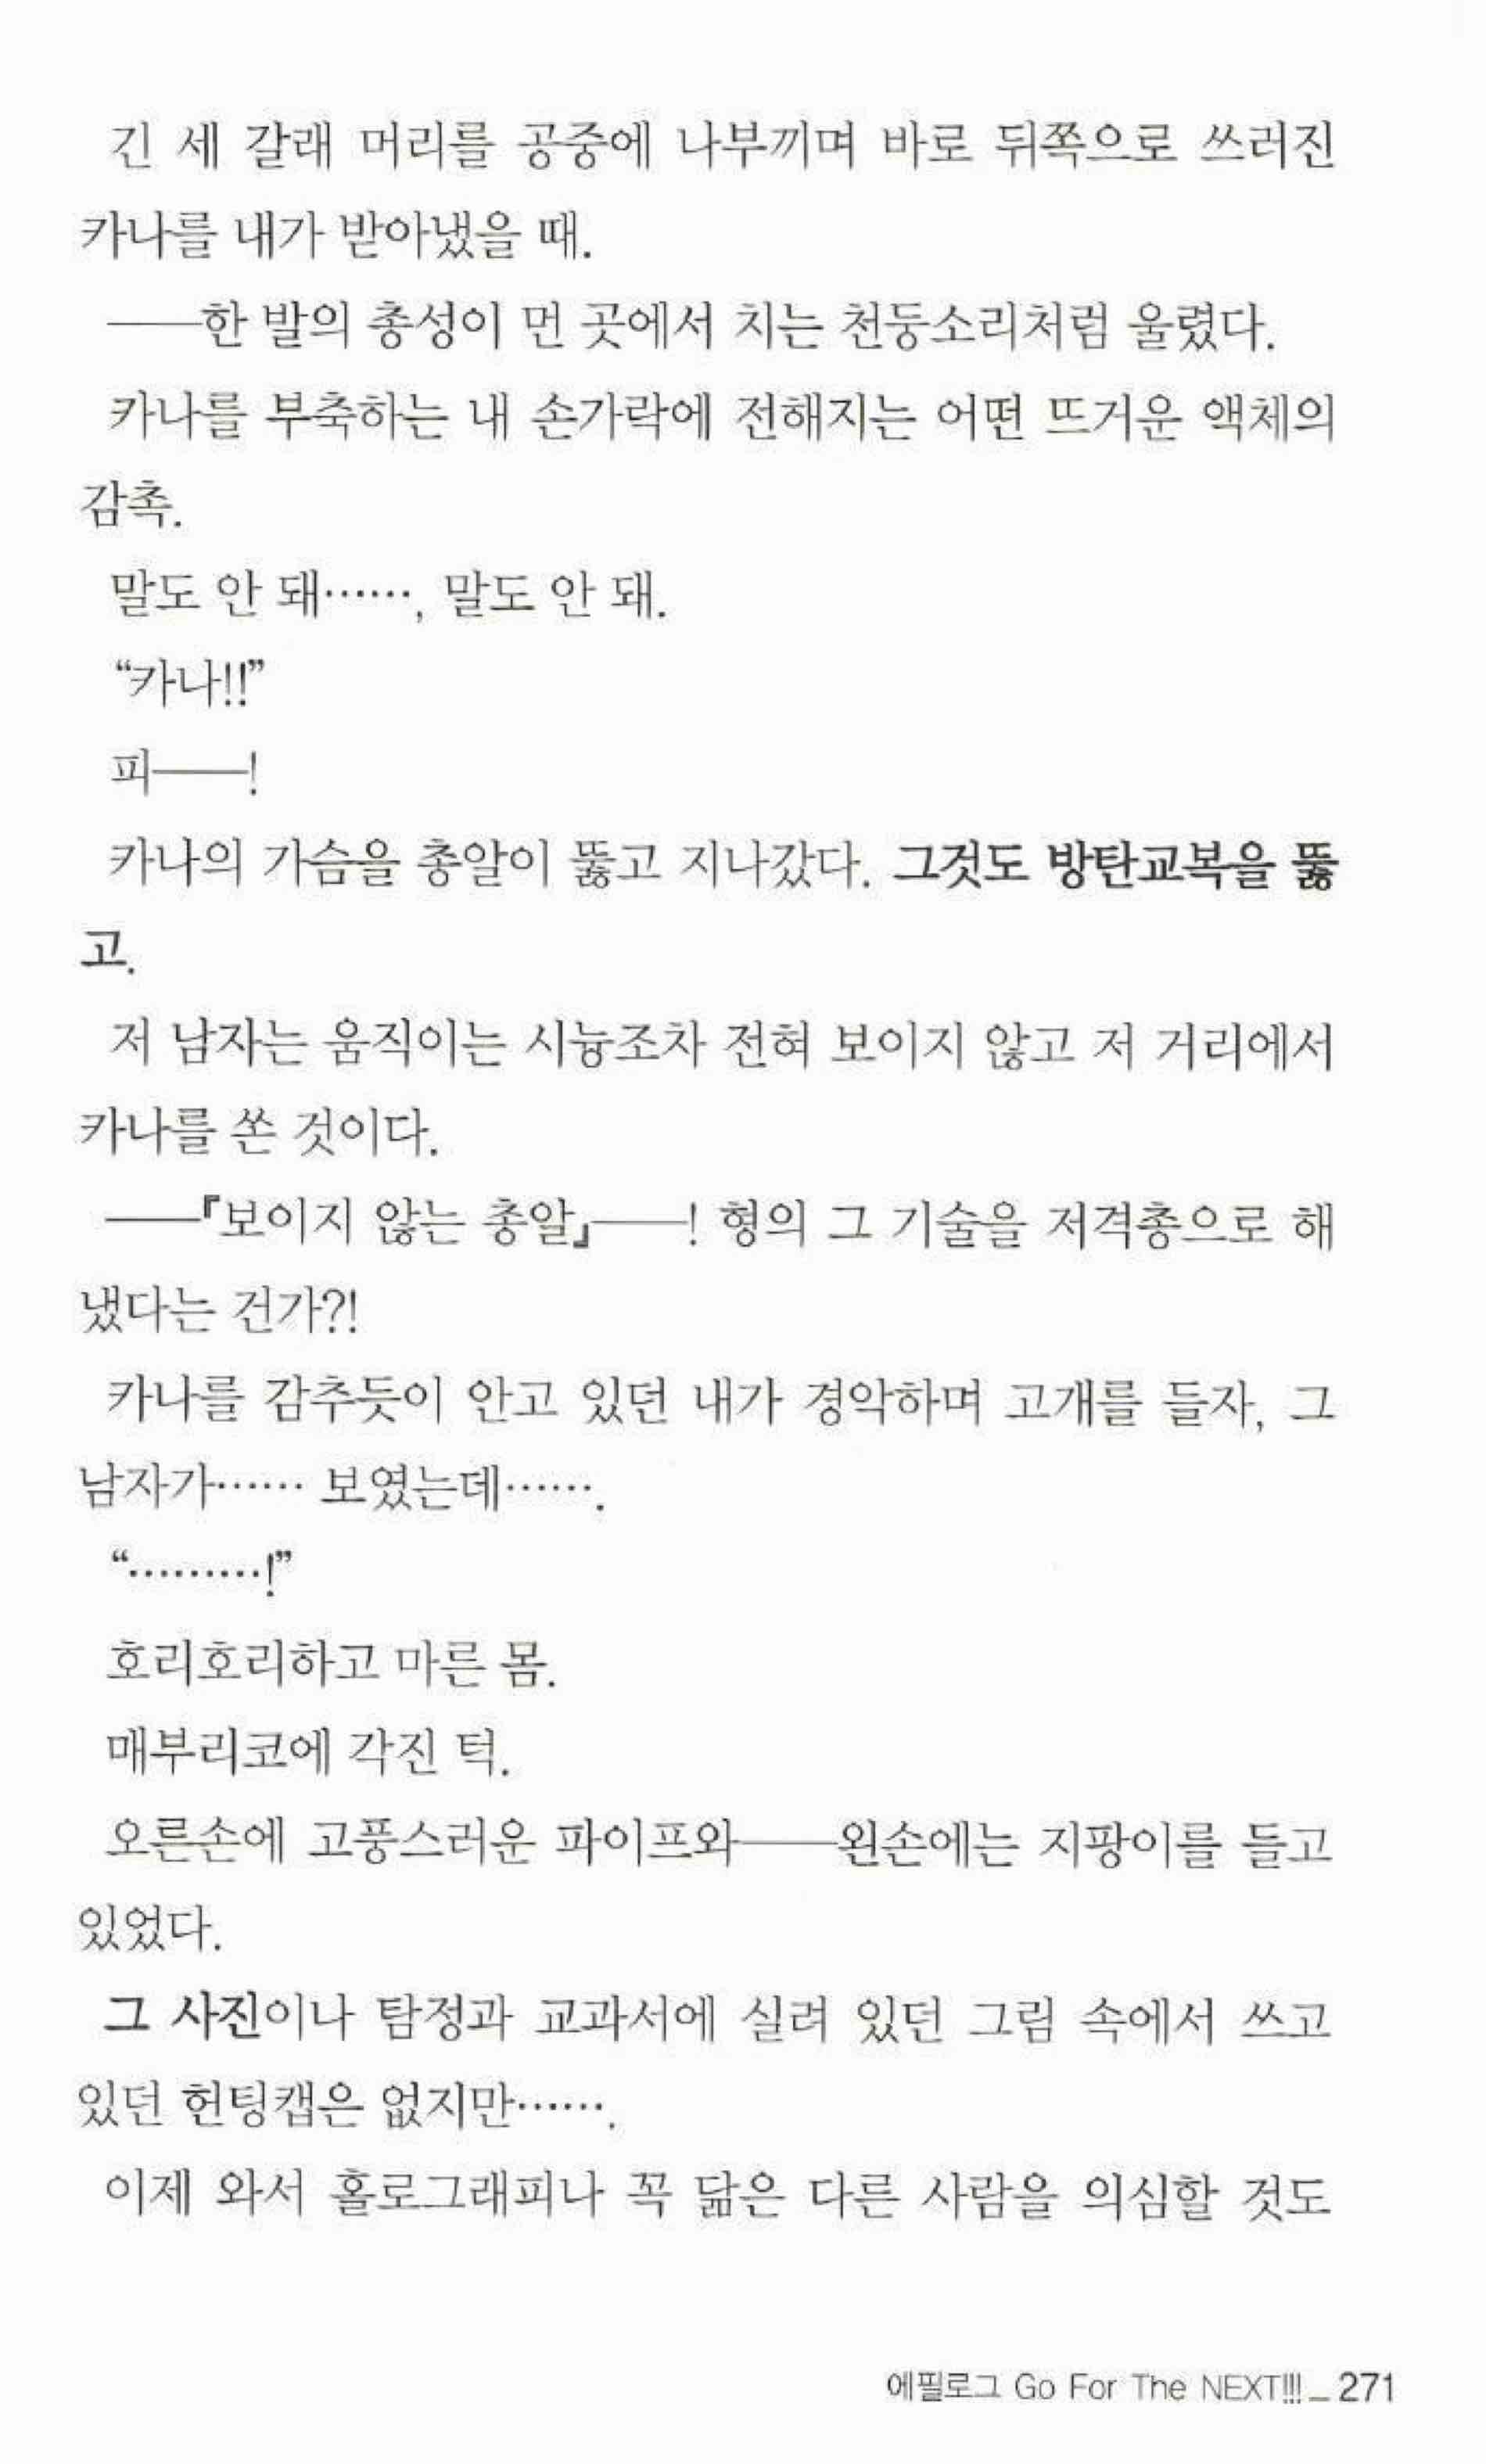 긴 세 갈래 머리를 공중에 나부끼며 바로 뒤쪽으로 쓰러진
카나를 내가 받아냈을 때.
──한 발의 총성이 먼 곳에서 치는 천둥소리처럼 울렸다.
카나를 부축하는 내 손가락에 전해지는 어떤 뜨거운 액체의
감촉.
말도 안 돼……, 말도 안 돼.
“카나!!”
피──!
카나의 가슴을 총알이 뚫고 지나갔다. 그것도 방탄교복을 뚫
고.
저 남자는 움직이는 시늉조차 전혀 보이지 않고 저 거리에서
카나를 쏜 것이다.
──『보이지 않는 총알』──! 형의 그 기술을 저격총으로 해
냈다는 건가?!
카나를 감추듯이 안고 있던 내가 경악하며 고개를 들자, 그
남자가…… 보였는데…….
“………!”
호리호리하고 마른 몸.
매부리코에 각진 턱.
오른손에 고풍스러운 파이프와──왼손에는 지팡이를 들고
있었다.
그 사진이나 탐정과 교과서에 실려 있던 그림 속에서 쓰고
있던 헌팅캡은 없지만…….
이제 와서 홀로그래피나 꼭 닮은 다른 사람을 의심할 것도
에필로그 Go For The NEXT!!! _ 271